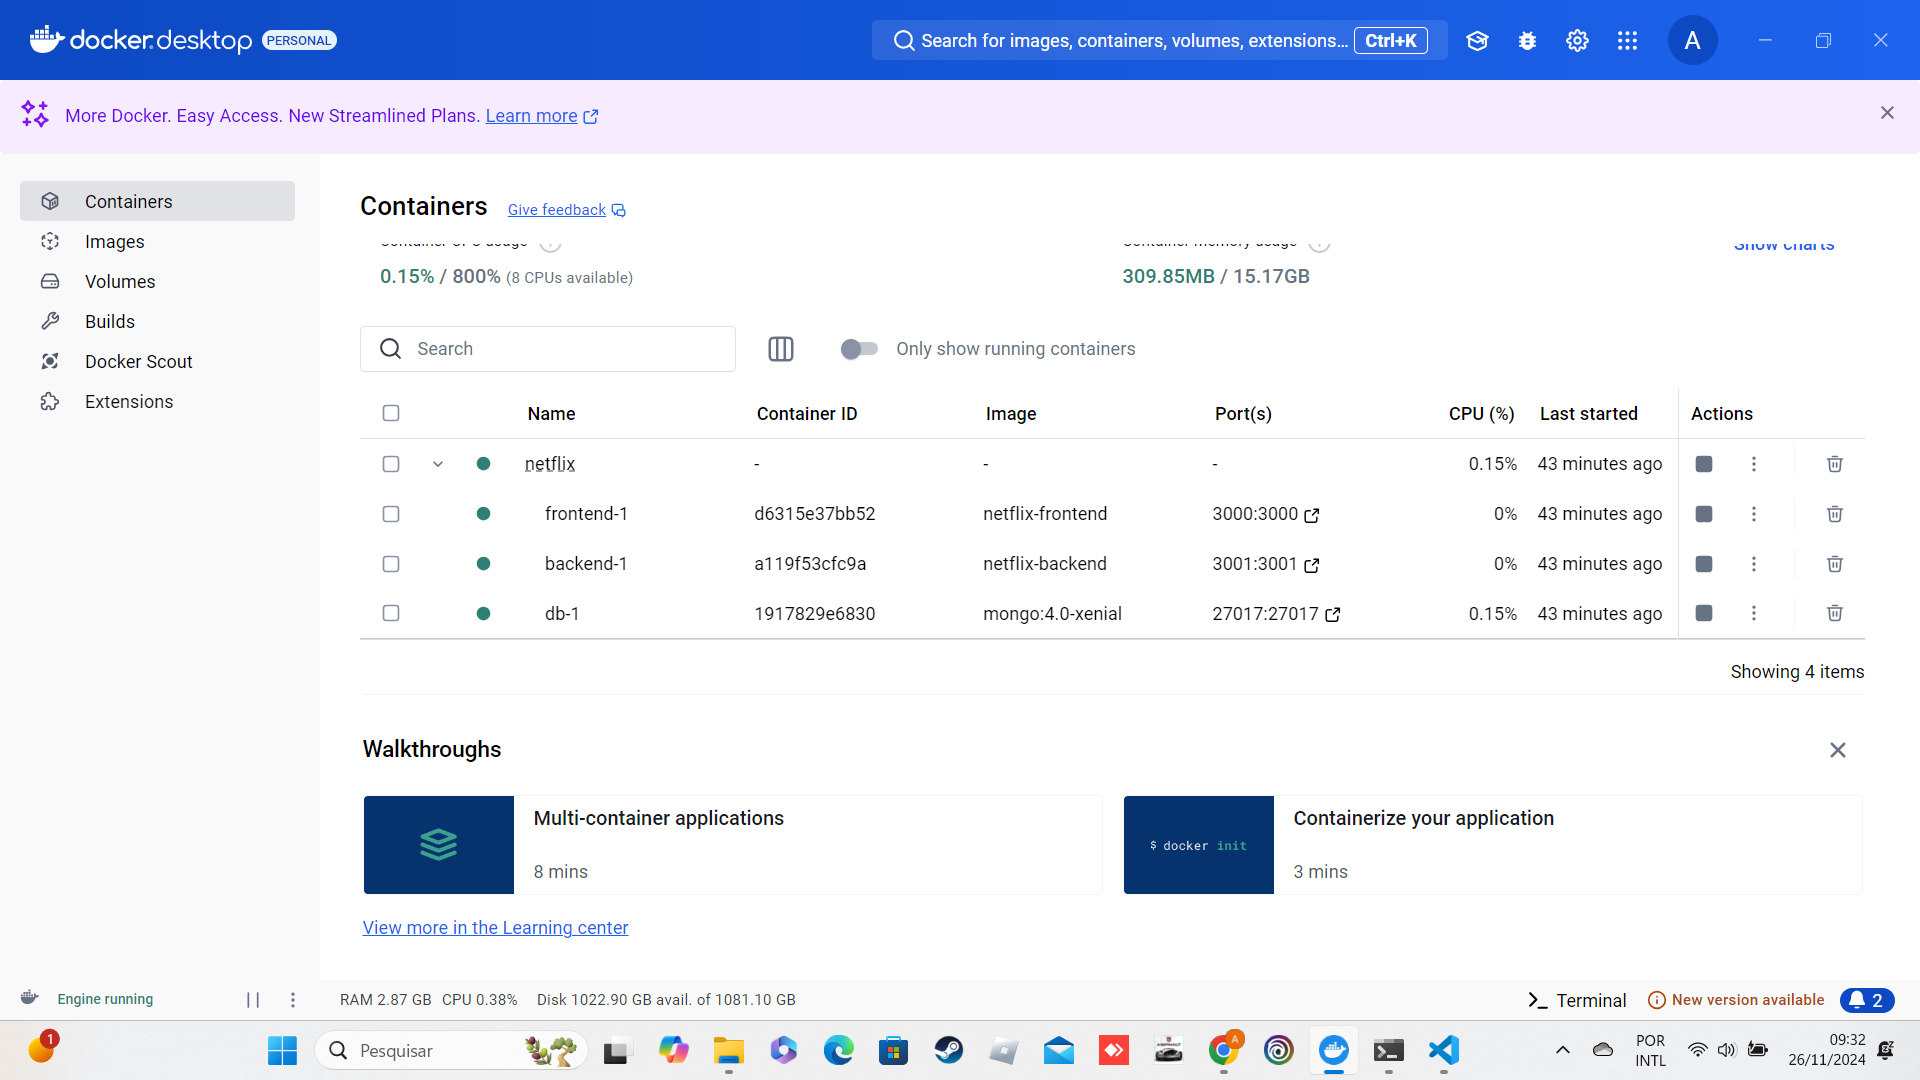 docker.desktop PERSONAL
Search for images, containers, volumes, extensions... Ctrl+K
A
More Docker. Easy Access. New Streamlined Plans. Learn more
Containers
Images
Volumes
Builds
Docker Scout
Extensions
Containers Give feedback
Container CPU usage Container memory usage Show charts
0.15% / 800% (8 CPUs available) 309.85MB / 15.17GB
Search Only show running containers
Name Container ID Image Port(s) CPU (%) Last started Actions
netflix - - - 0.15% 43 minutes ago
frontend-1 d6315e37bb52 netflix-frontend 3000:3000 0% 43 minutes ago
backend-1 a119f53cfc9a netflix-backend 3001:3001 0% 43 minutes ago
db-1 1917829e6830 mongo:4.0-xenial 27017:27017 0.15% 43 minutes ago
Showing 4 items
Walkthroughs
$ docker init
Multi-container applications
8 mins
Containerize your application
3 mins
View more in the Learning center
Engine running RAM 2.87 GB CPU 0.38% Disk 1022.90 GB avail. of 1081.10 GB Terminal New version available 2
1 Pesquisar A POR 09:32
INTL 26/11/2024